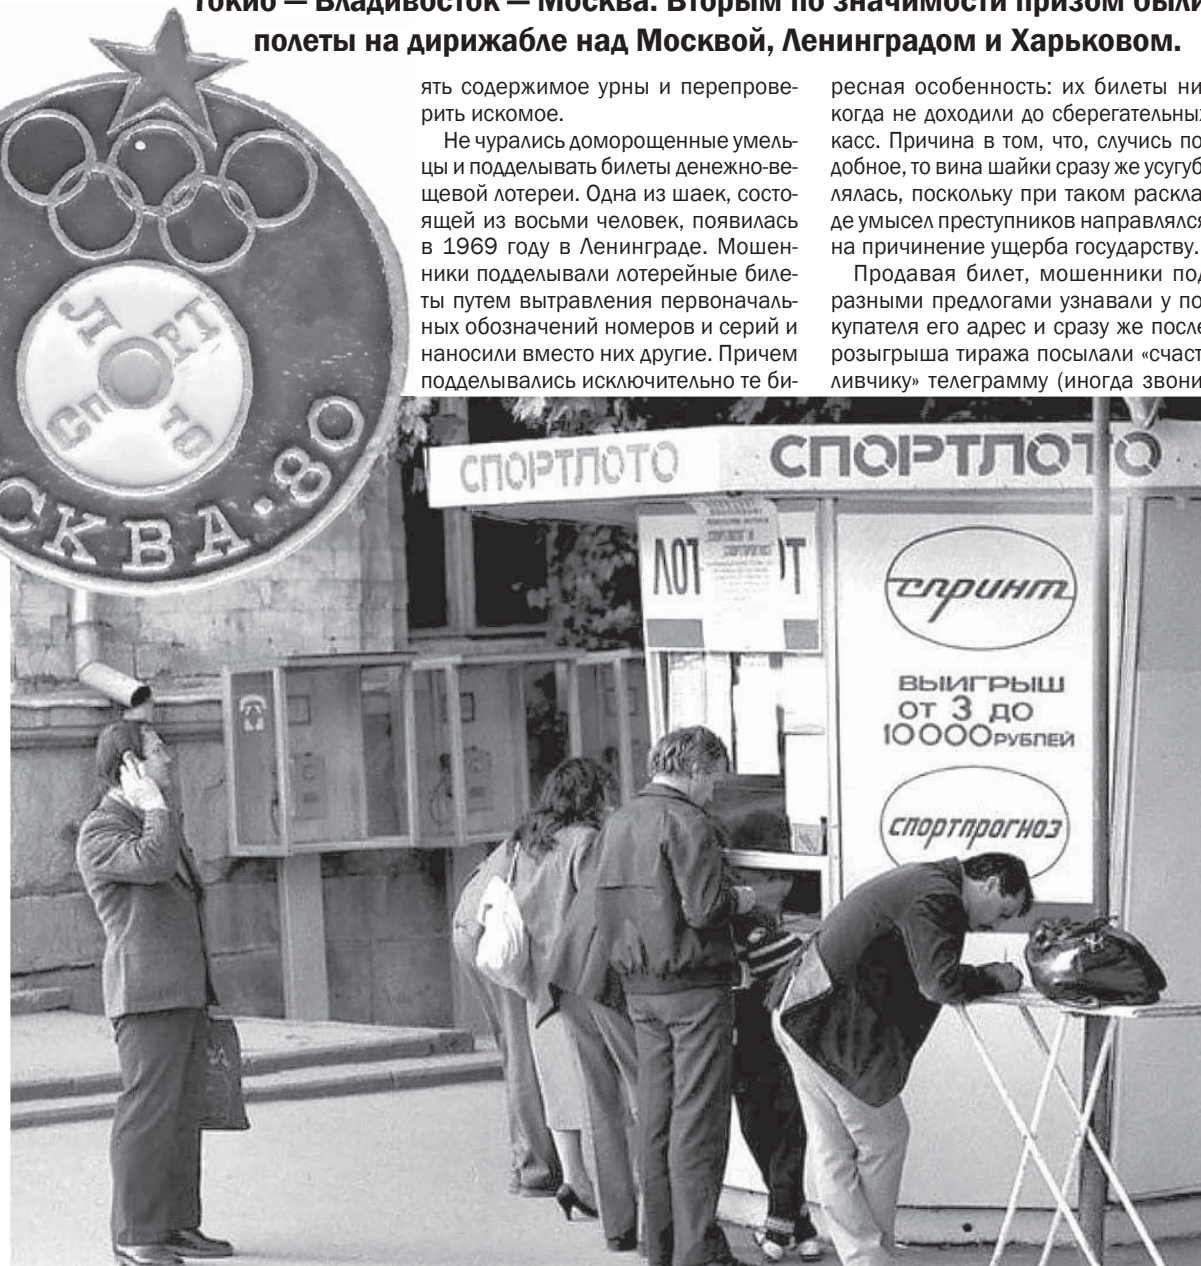 Токио — Владивосток — Москва. Вторым по значимости призом были
полеты на дирижабле над Москвой, Ленинградом и Харьковом.
ять содержимое урны и перепрове-
рить искомое.
Не чурались доморощенные умель-
цы и подделывать билеты денежно-ве-
щевой лотереи. Одна из шаек, состо-
ящей из восьми человек, появилась
в 1969 году в Ленинграде. Мошен-
ники подделывали лотерейные биле-
ты путем вытравления первоначаль-
ных обозначений номеров и серий и
наносили вместо них другие. Причем
подделывались исключительно те би-
ресная особенность: их билеты ни-
когда не доходили до сберегательных
касс. Причина в том, что, случись по-
добное, то вина шайки сразу же усугуб-
лялась, поскольку при таком раскла-
де умысел преступников направлялся
на причинение ущерба государству.
Продавая билет, мошенники под
разными предлогами узнавали у по-
купателя его адрес и сразу же после
розыгрыша тиража посылали «счаст-
ливчику» телеграмму (иногда звони-
СПОРТ
ЛОТО
СКВА·80
СПОРТЛОТО
СПОРТЛОТО
ЛОТ
Т
спринт
ВЫИГРЫШ
ОТ 3 ДО
10000 РУБЛЕЙ
спортпрогноз